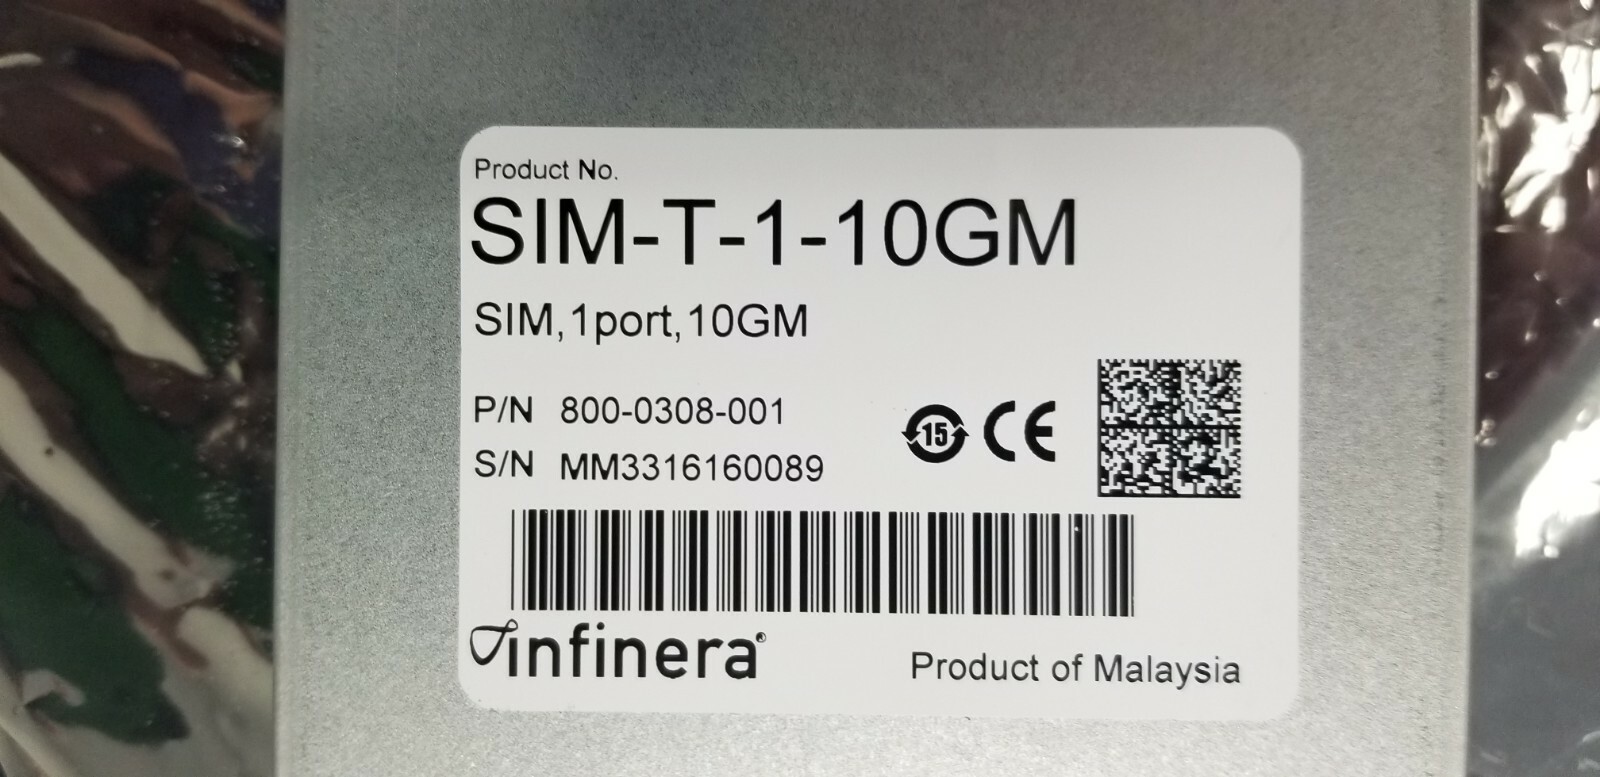 Product No.
SIM-T-1-10GM
SIM,1port,10GM
P/N 800-0308-001
S/N MM3316160089
15 CE
infinera®
Product of Malaysia